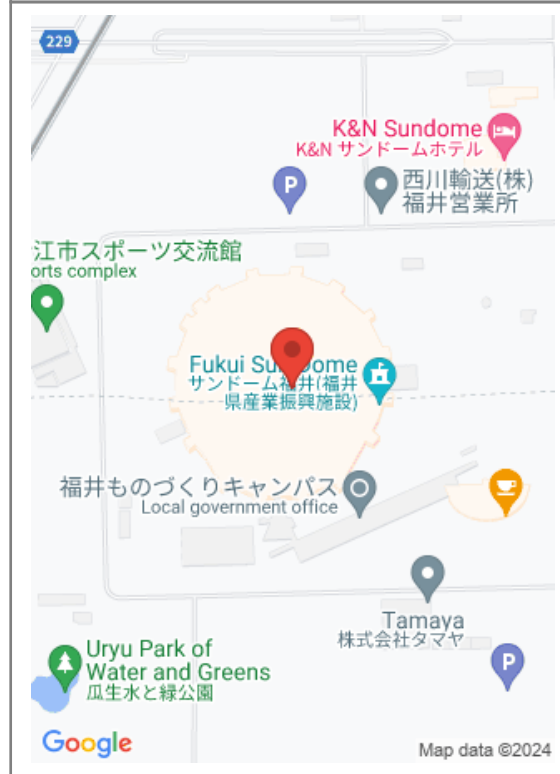 229
K&N Sundome
K&N サンドームホテル
P
西川輸送(株)
福井営業所
江市スポーツ交流館
orts complex
Fukui Sun Dome
サンドーム福井(福井
県産業振興施設)
福井ものづくりキャンパス
Local government office
Tamaya
株式会社タマヤ
Uryu Park of
Water and Greens
瓜生水と緑公園
P
Google
Map data ©2024